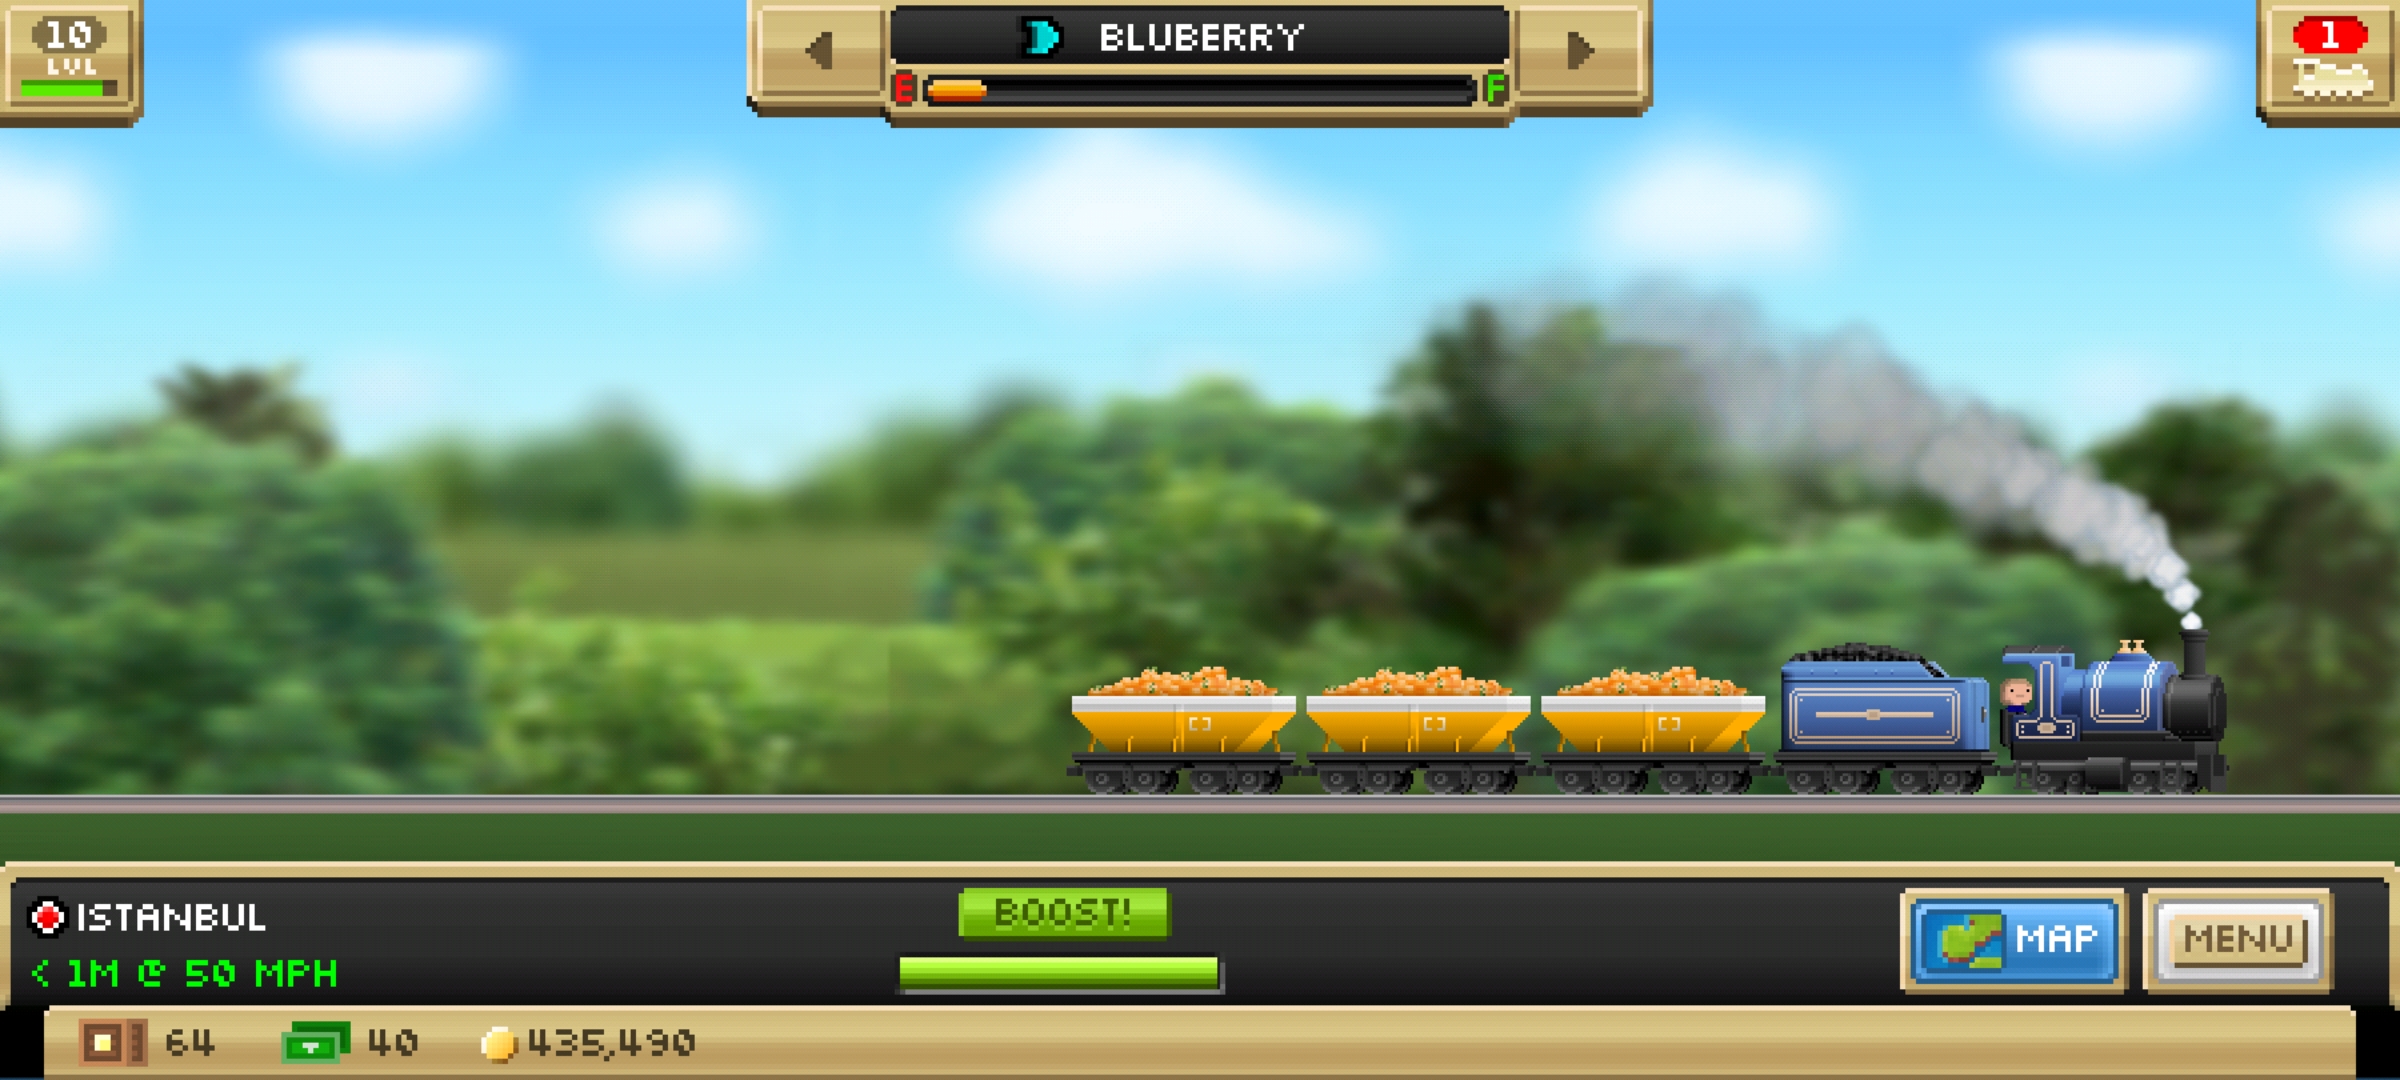 10
LVL
BLUBERRY
E F
1
ISTANBUL
< 1M @ 50 MPH
BOOST!
MAP
MENU
64
40
435,490